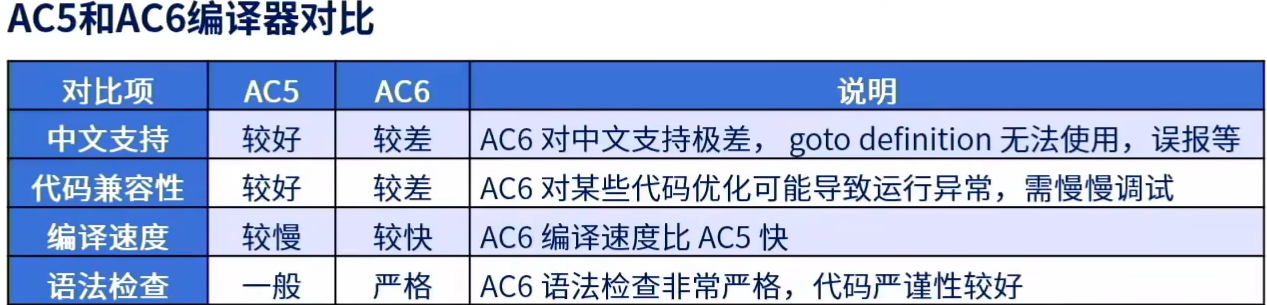 AC5和AC6编译器对比
对比项 AC5 AC6 说明
中文支持 较好 较差 AC6 对中文支持极差， goto definition 无法使用，误报等
代码兼容性 较好 较差 AC6 对某些代码优化可能导致运行异常，需慢慢调试
编译速度 较慢 较快 AC6 编译速度比 AC5 快
语法检查 一般 严格 AC6 语法检查非常严格，代码严谨性较好